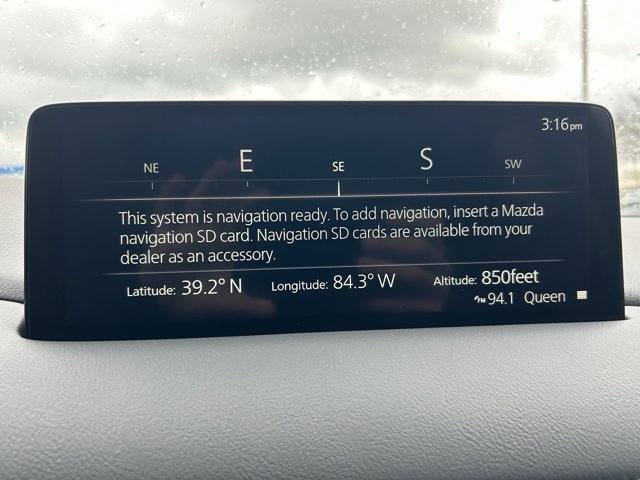 3:16pm
NE E SE S SW
This system is navigation ready. To add navigation, insert a Mazda
navigation SD card. Navigation SD cards are available from your
dealer as an accessory.
Latitude: 39.2° N Longitude: 84.3° W Altitude: 850feet
FM 94.1 Queen